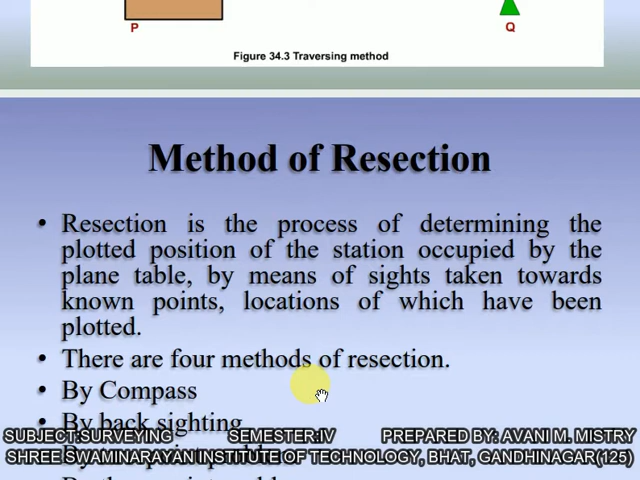 P
Q
Figure 34.3 Traversing method
Method of Resection
• Resection is the process of determining the
plotted position of the station occupied by the
plane table, by means of sights taken towards
known points, locations of which have been
plotted.
• There are four methods of resection.
• By Compass
• By back sighting
SUBJECT:SURVEYING SEMESTER:IV PREPARED BY: AVANI M. MISTRY
SHREE SWAMINARAYAN INSTITUTE OF TECHNOLOGY, BHAT, GANDHINAGAR(125)